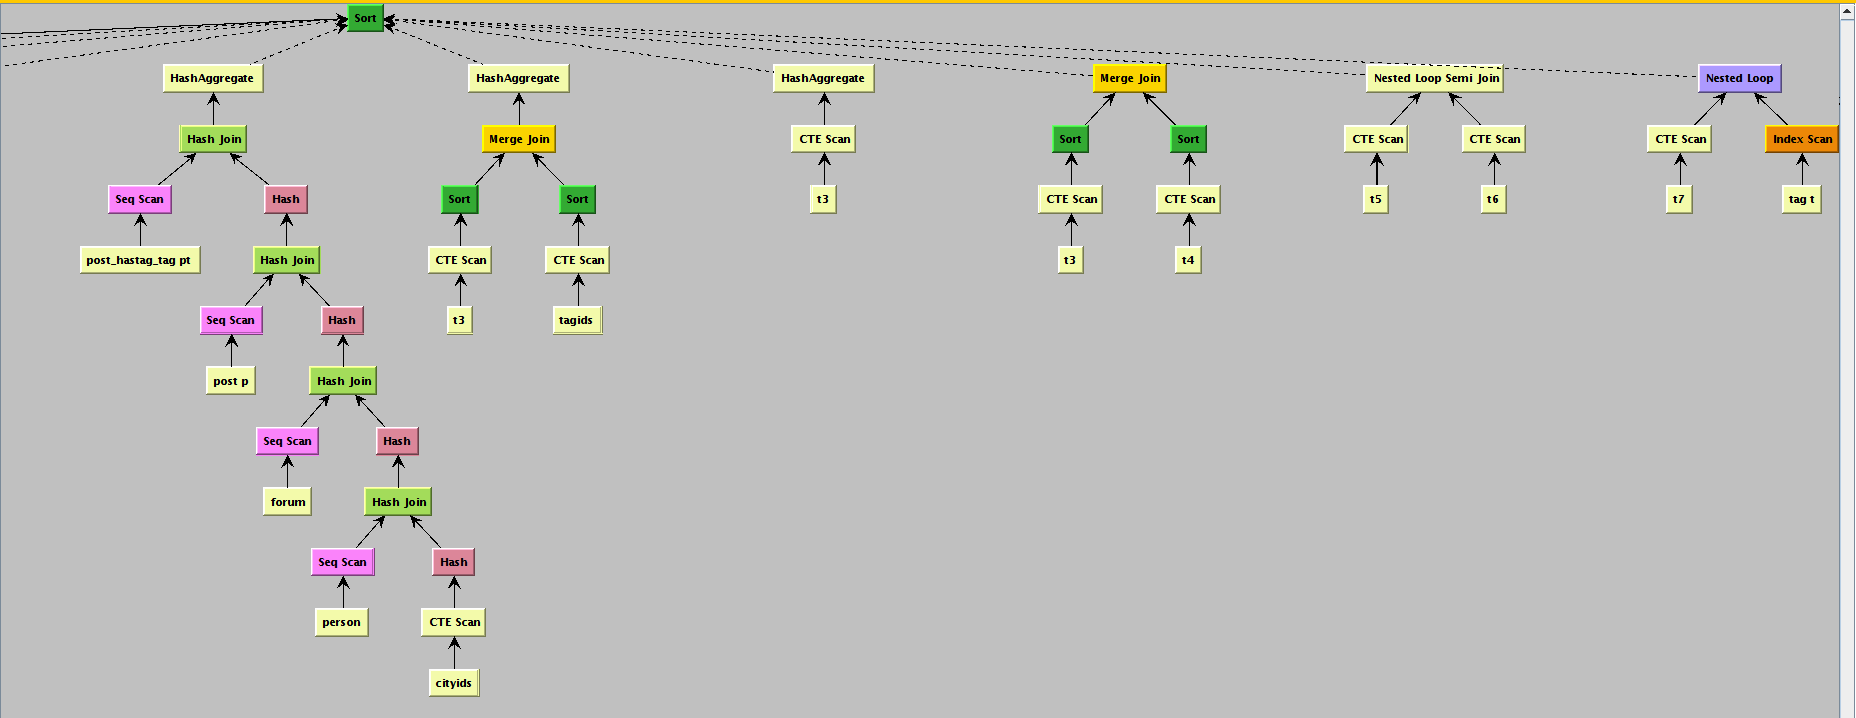 Sort
HashAggregate HashAggregate HashAggregate Merge Join Nested Loop Semi Join Nested Loop
Hash Join Merge Join CTE Scan Sort Sort CTE Scan CTE Scan CTE Scan Index Scan
Seq Scan Hash Sort Sort t3 CTE Scan CTE Scan t5 t6 t7 tag t
post_hastag_tag pt Hash Join CTE Scan CTE Scan t3 t4
Seq Scan Hash t3 tagids
post p Hash Join
Seq Scan Hash
forum Hash Join
Seq Scan Hash
person CTE Scan
cityids